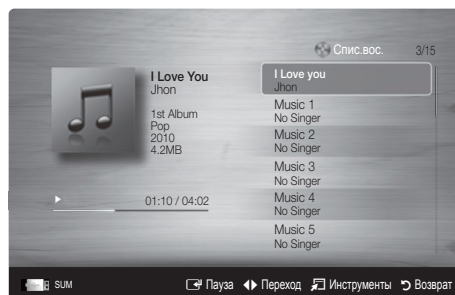 Спис.вос. 3/15
I Love You
Jhon
1st Album
Pop
2010
4.2MB
01:10 / 04:02
I Love you
Jhon
Music 1
No Singer
Music 2
No Singer
Music 3
No Singer
Music 4
No Singer
Music 5
No Singer
SUM Пауза Переход Инструменты Возврат